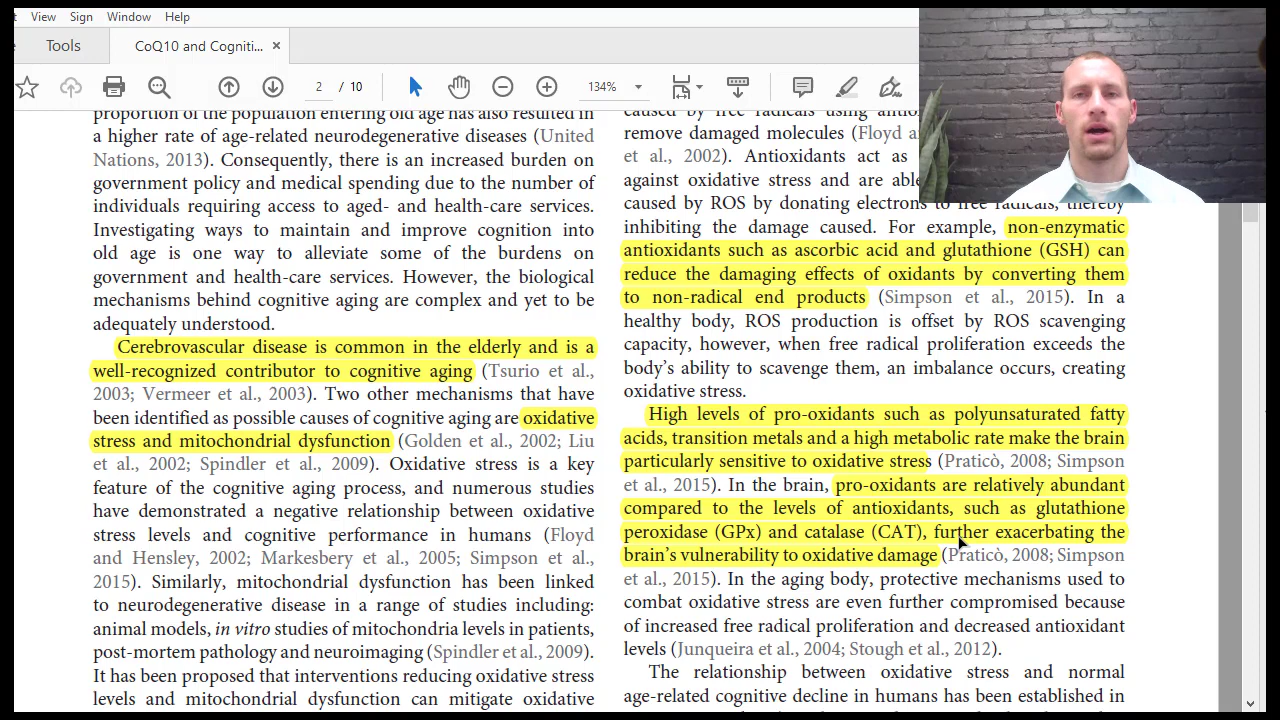 View Sign Window Help
Tools
CoQ10 and Cogniti... ×
2 / 10
134%
proportion of the population entering old age has also resulted in
a higher rate of age-related neurodegenerative diseases (United
Nations, 2013). Consequently, there is an increased burden on
government policy and medical spending due to the number of
individuals requiring access to aged- and health-care services.
Investigating ways to maintain and improve cognition into
old age is one way to alleviate some of the burdens on
government and health-care services. However, the biological
mechanisms behind cognitive aging are complex and yet to be
adequately understood.
Cerebrovascular disease is common in the elderly and is a
well-recognized contributor to cognitive aging (Tsurio et al.,
2003; Vermeer et al., 2003). Two other mechanisms that have
been identified as possible causes of cognitive aging are oxidative
stress and mitochondrial dysfunction (Golden et al., 2002; Liu
et al., 2002; Spindler et al., 2009). Oxidative stress is a key
feature of the cognitive aging process, and numerous studies
have demonstrated a negative relationship between oxidative
stress levels and cognitive performance in humans (Floyd
and Hensley, 2002; Markesbery et al., 2005; Simpson et al.,
2015). Similarly, mitochondrial dysfunction has been linked
to neurodegenerative disease in a range of studies including:
animal models, in vitro studies of mitochondria levels in patients,
post-mortem pathology and neuroimaging (Spindler et al., 2009).
It has been proposed that interventions reducing oxidative stress
levels and mitochondrial dysfunction can mitigate oxidative
caused by free radicals using
remove damaged molecules (Floyd
et al., 2002). Antioxidants act as
against oxidative stress and are
caused by ROS by donating electrons to free radicals, thereby
inhibiting the damage caused. For example, non-enzymatic
antioxidants such as ascorbic acid and glutathione (GSH) can
reduce the damaging effects of oxidants by converting them
to non-radical end products (Simpson et al., 2015). In a
healthy body, ROS production is offset by ROS scavenging
capacity, however, when free radical proliferation exceeds the
body's ability to scavenge them, an imbalance occurs, creating
oxidative stress.
High levels of pro-oxidants such as polyunsaturated fatty
acids, transition metals and a high metabolic rate make the brain
particularly sensitive to oxidative stress (Praticò, 2008; Simpson
et al., 2015). In the brain, pro-oxidants are relatively abundant
compared to the levels of antioxidants, such as glutathione
peroxidase (GPx) and catalase (CAT), further exacerbating the
brain's vulnerability to oxidative damage (Praticò, 2008; Simpson
et al., 2015). In the aging body, protective mechanisms used to
combat oxidative stress are even further compromised because
of increased free radical proliferation and decreased antioxidant
levels (Junqueira et al., 2004; Stough et al., 2012).
The relationship between oxidative stress and normal
age-related cognitive decline in humans has been established in